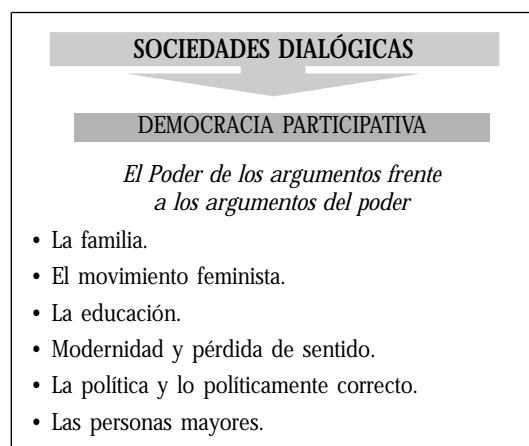 SOCIEDADES DIALÓGICAS
DEMOCRACIA PARTICIPATIVA
El Poder de los argumentos frente
a los argumentos del poder
• La familia.
• El movimiento feminista.
• La educación.
• Modernidad y pérdida de sentido.
• La política y lo políticamente correcto.
• Las personas mayores.